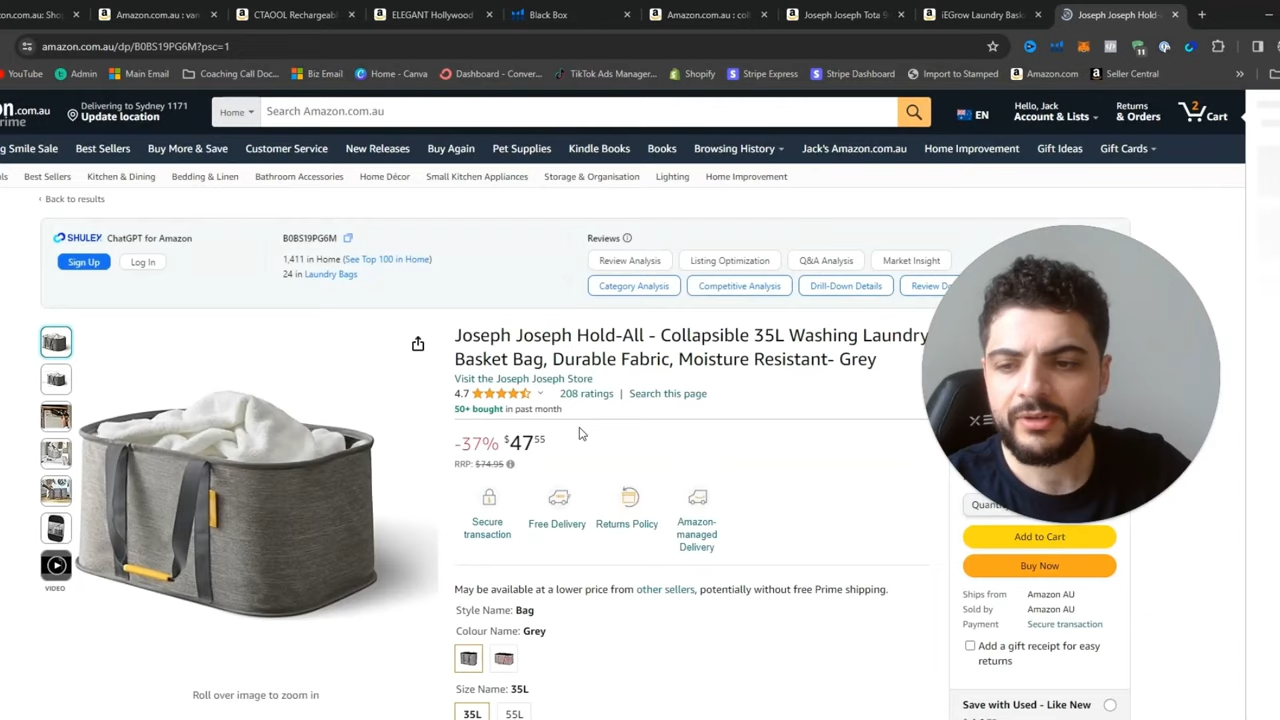 on.com.au : Sho
Amazon.com.au : van
CTAOOL Rechargeabl
ELEGANT Hollywood
Black Box
Amazon.com.au : coll
Joseph Joseph Tota 9
iEGrow Laundry Bask
Joseph Joseph Hold-
amazon.com.au/dp/B0BS19PG6M?psc=1
YouTube
Admin
Main Email
Coaching Call Doc...
Biz Email
Home - Canva
Dashboard - Conver...
TikTok Ads Manager...
Shopify
Stripe Express
Stripe Dashboard
Import to Stamped
Amazon.com
Seller Central
on.com.au
prime
Delivering to Sydney 1171
Update location
Home
Search Amazon.com.au
EN
Hello, Jack
Account & Lists
Returns
& Orders
2
Cart
g Smile Sale
Best Sellers
Buy More & Save
Customer Service
New Releases
Buy Again
Pet Supplies
Kindle Books
Books
Browsing History
Jack's Amazon.com.au
Home Improvement
Gift Ideas
Gift Cards
ls
Best Sellers
Kitchen & Dining
Bedding & Linen
Bathroom Accessories
Home Décor
Small Kitchen Appliances
Storage & Organisation
Lighting
Home Improvement
‹ Back to results
SHULEX
ChatGPT for Amazon
B0BS19PG6M
Reviews
Sign Up
Log In
1,411 in Home (See Top 100 in Home)
24 in Laundry Bags
Review Analysis
Listing Optimization
Q&A Analysis
Market Insight
Category Analysis
Competitive Analysis
Drill-Down Details
Review Do
Joseph Joseph Hold-All - Collapsible 35L Washing Laundry
Basket Bag, Durable Fabric, Moisture Resistant- Grey
Visit the Joseph Joseph Store
4.7
208 ratings | Search this page
50+ bought in past month
-37% $47 55
RRP: $74.95
Secure
transaction
Free Delivery
Returns Policy
Amazon-
managed
Delivery
May be available at a lower price from other sellers, potentially without free Prime shipping.
Style Name: Bag
Colour Name: Grey
Size Name: 35L
35L
55L
VIDEO
Roll over image to zoom in
Quantity
Add to Cart
Buy Now
Ships from Amazon AU
Sold by Amazon AU
Payment Secure transaction
Add a gift receipt for easy
returns
Save with Used - Like New